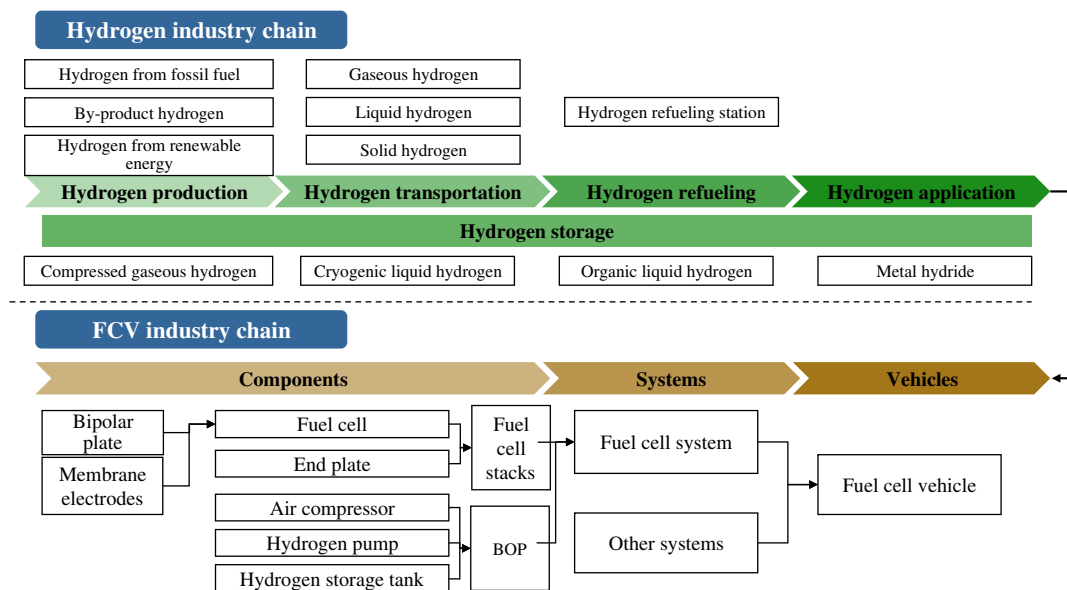 Hydrogen industry chain
Hydrogen from fossil fuel
Gaseous hydrogen
By-product hydrogen
Liquid hydrogen
Hydrogen refueling station
Hydrogen from renewable
energy
Solid hydrogen
Hydrogen production
Hydrogen transportation
Hydrogen refueling
Hydrogen application
Hydrogen storage
Compressed gaseous hydrogen
Cryogenic liquid hydrogen
Organic liquid hydrogen
Metal hydride
FCV industry chain
Components
Systems
Vehicles
Bipolar
plate
Membrane
electrodes
Fuel cell
End plate
Air compressor
Hydrogen pump
Hydrogen storage tank
Fuel
cell
stacks
BOP
Fuel cell system
Other systems
Fuel cell vehicle